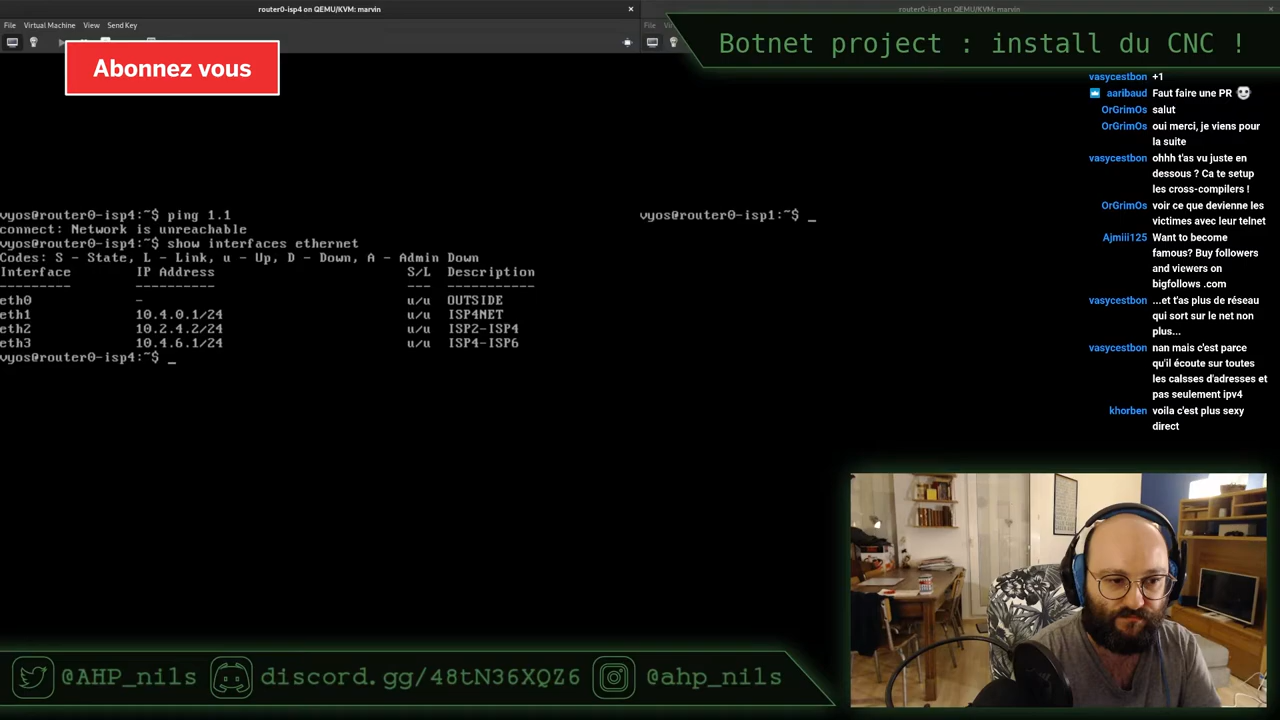 router0-isp4 on QEMU/KVM: marvin
router0-isp1 on QEMU/KVM: marvin
File Virtual Machine View Send Key
File
Abonnez vous
Botnet project : install du CNC !
vyos@router0-isp4:~$ ping 1.1
connect: Network is unreachable
vyos@router0-isp4:~$ show interfaces ethernet
Codes: S - State, L - Link, u - Up, D - Down, A - Admin Down
Interface IP Address S/L Description
--------- ---------- --- -----------
eth0 - u/u OUTSIDE
eth1 10.4.0.1/24 u/u ISP4NET
eth2 10.2.4.2/24 u/u ISP2-ISP4
eth3 10.4.6.1/24 u/u ISP4-ISP6
vyos@router0-isp4:~$ _
vyos@router0-isp1:~$ _
vasycestbon +1
aaribaud Faut faire une PR
OrGrimOs salut
OrGrimOs oui merci, je viens pour
la suite
vasycestbon ohhh t'as vu juste en
dessous ? Ca te setup
les cross-compilers !
OrGrimOs voir ce que devienne les
victimes avec leur telnet
Ajmiii125 Want to become
famous? Buy followers
and viewers on
bigfollows .com
vasycestbon ...et t'as plus de réseau
qui sort sur le net non
plus...
vasycestbon nan mais c'est parce
qu'il écoute sur toutes
les calsses d'adresses et
pas seulement ipv4
khorben voila c'est plus sexy
direct
@AHP_nils discord.gg/48tN36XQZ6 @ahp_nils